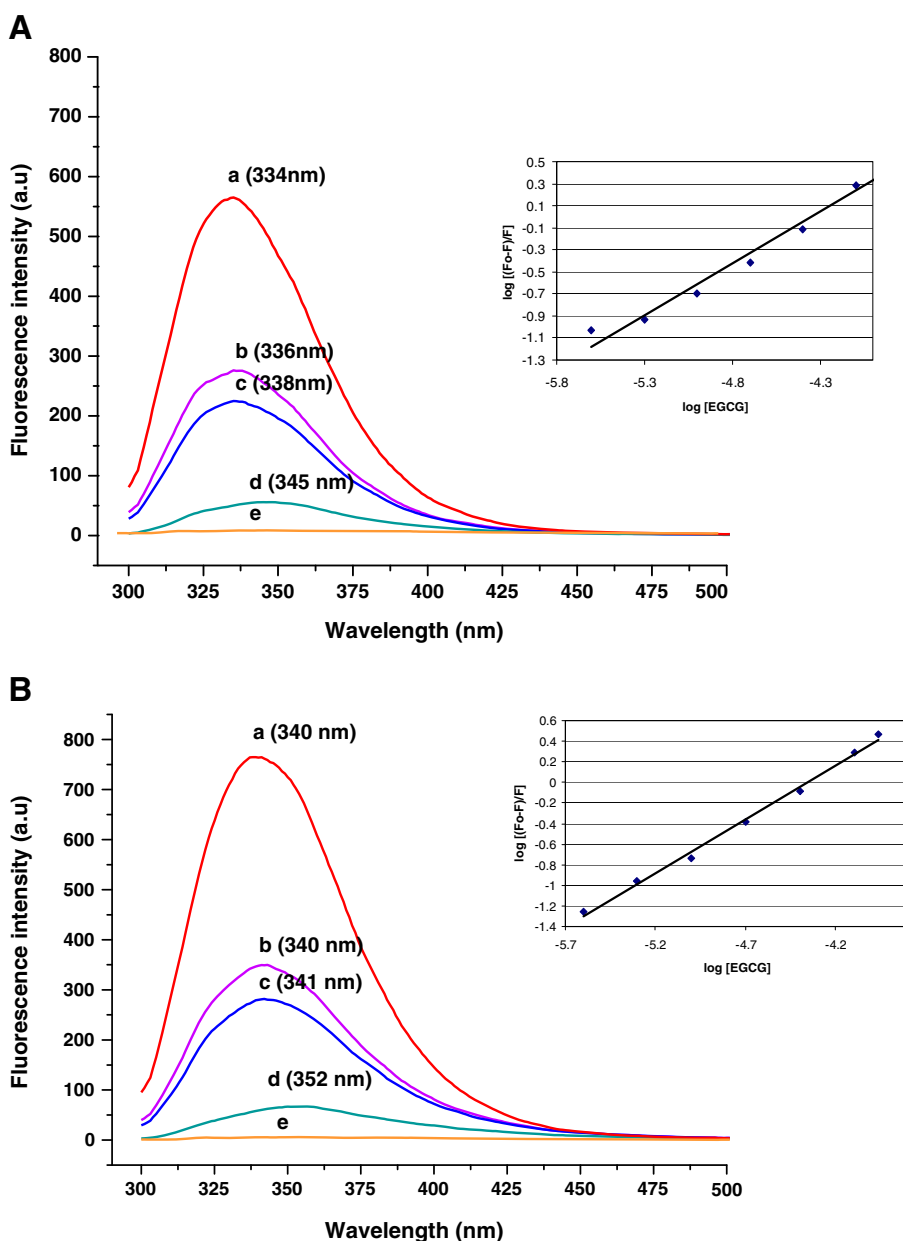 A
800
700
600
500
400
300
200
100
0
Fluorescence intensity (a.u)
a (334nm)
b (336nm)
c (338nm)
d (345 nm)
e
300 325 350 375 400 425 450 475 500
Wavelength (nm)
0.5
0.3
0.1
-0.1
-0.3
-0.5
-0.7
-0.9
-1.1
-1.3
log [(Fo-F)/F]
-5.8 -5.3 -4.8 -4.3
log [EGCG]
B
800
700
600
500
400
300
200
100
0
Fluorescence intensity (a.u)
a (340 nm)
b (340 nm)
c (341 nm)
d (352 nm)
e
300 325 350 375 400 425 450 475 500
Wavelength (nm)
0.6
0.4
0.2
0
-0.2
-0.4
-0.6
-0.8
-1
-1.2
-1.4
log [(Fo-F)/F]
-5.7 -5.2 -4.7 -4.2
log [EGCG]